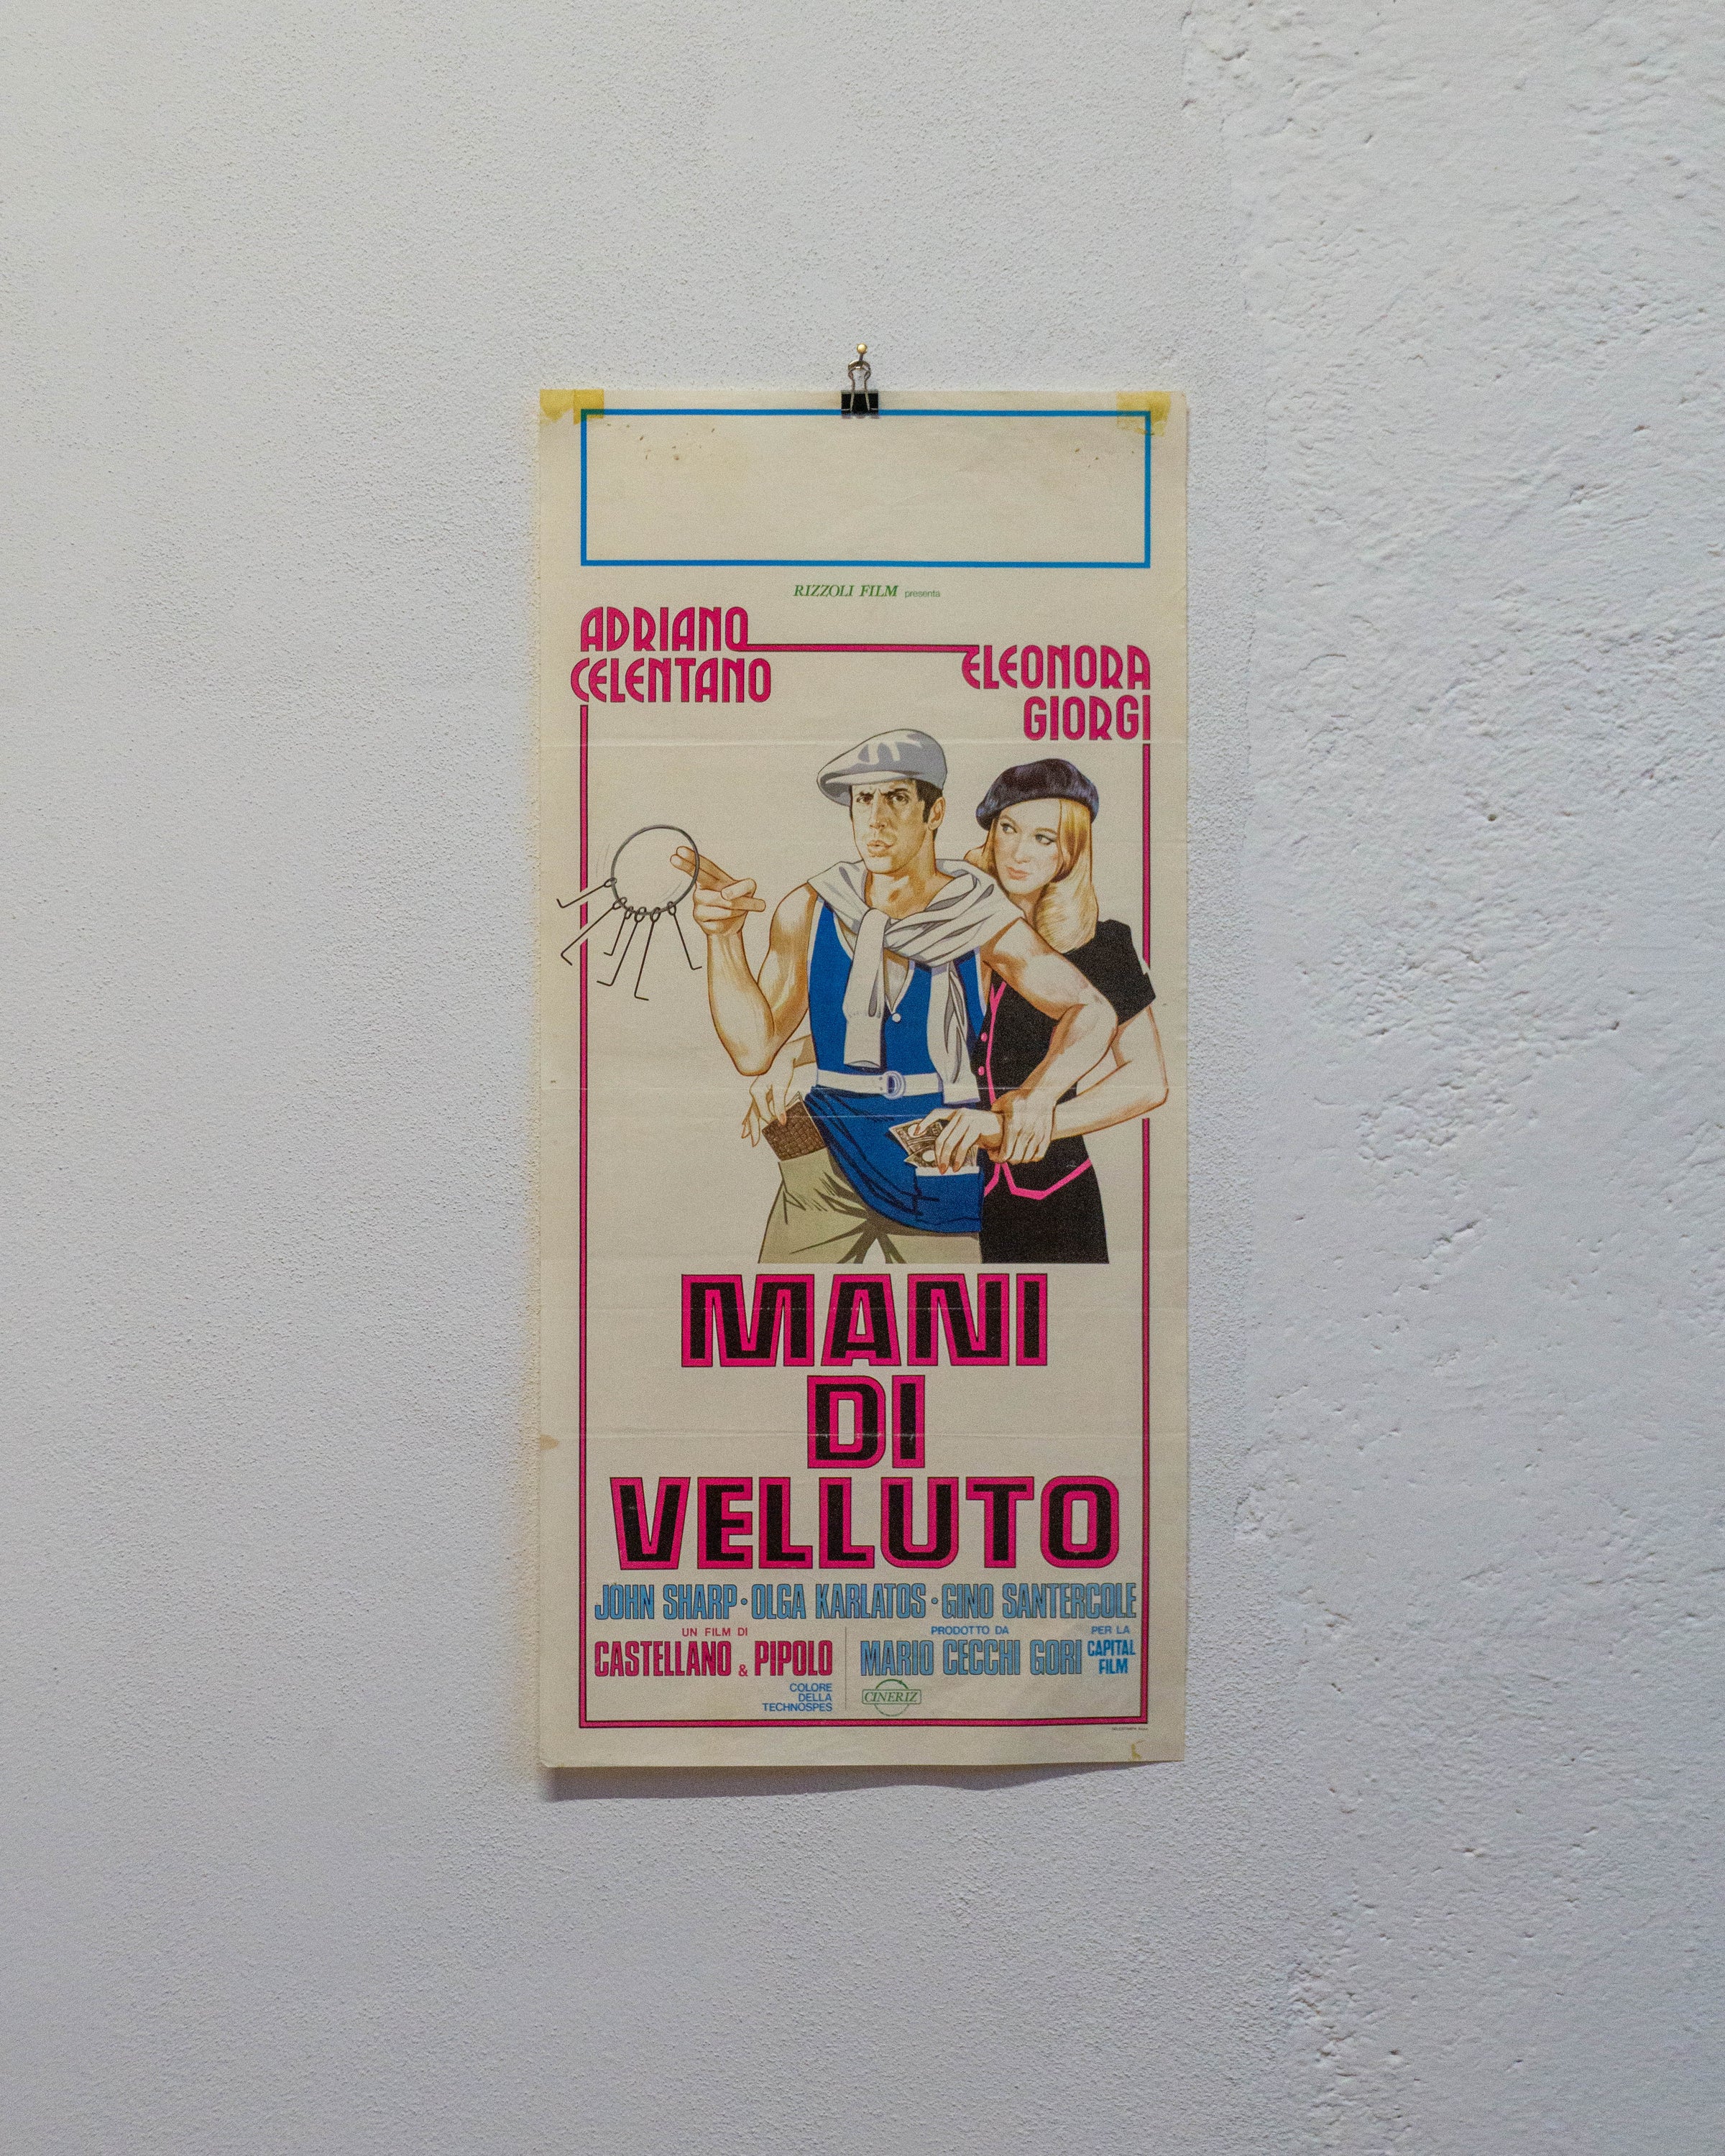 RIZZOLI FILM presenta
ADRIANO
CELENTANO
ELEONORA
GIORGI
MANI
DI
VELLUTO
JOHN SHARP • OLGA KARLATOS • GINO SANTERCOLE
UN FILM DI
CASTELLANO & PIPOLO
PRODOTTO DA
MARIO CECCHI GORI
PER LA
CAPITAL
FILM
COLORE
DELLA
TECHNOSPES
CINERIZ